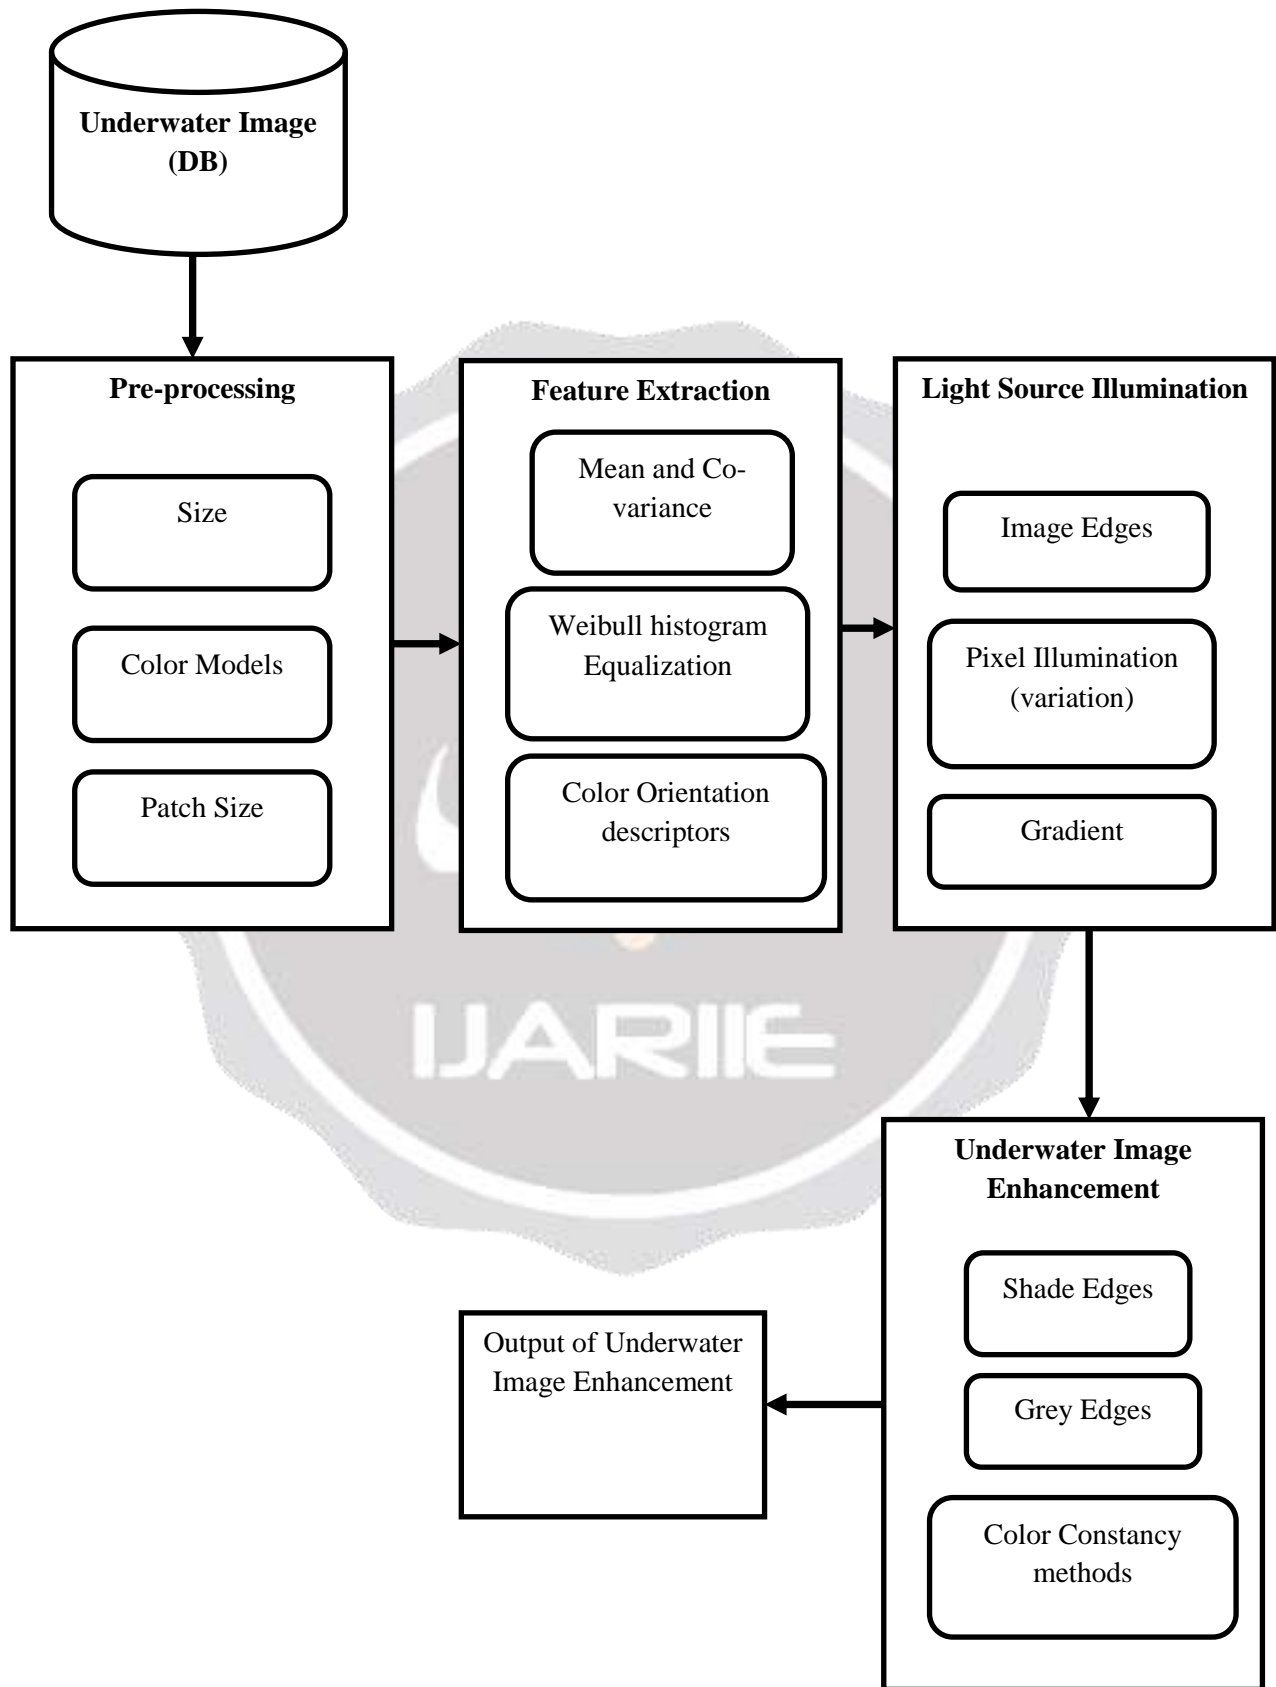 Underwater Image
(DB)
Pre-processing
Size
Color Models
Patch Size
Feature Extraction
Mean and Co-
variance
Weibull histogram
Equalization
Color Orientation
descriptors
Light Source Illumination
Image Edges
Pixel Illumination
(variation)
Gradient
IJARIIE
Underwater Image
Enhancement
Shade Edges
Grey Edges
Color Constancy
methods
Output of Underwater
Image Enhancement